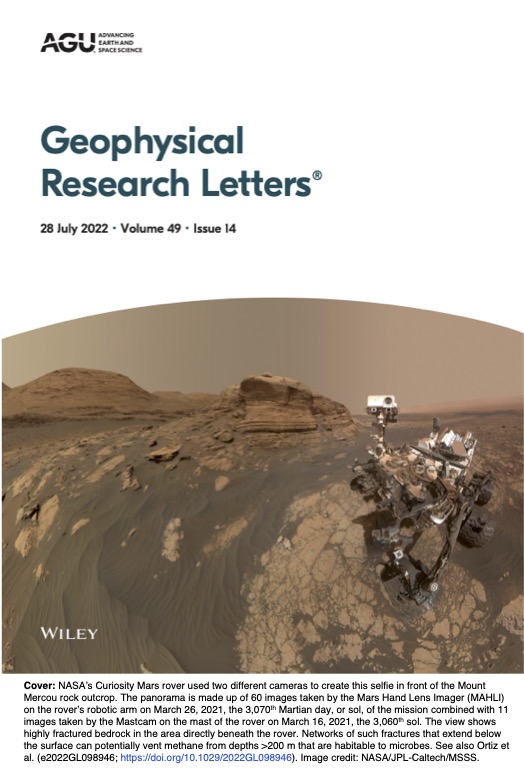 AGU
ADVANCING
EARTH AND
SPACE SCIENCE
Geophysical
Research Letters®
28 July 2022 · Volume 49 · Issue 14
WILEY
Cover: NASA's Curiosity Mars rover used two different cameras to create this selfie in front of the Mount
Mercou rock outcrop. The panorama is made up of 60 images taken by the Mars Hand Lens Imager (MAHLI)
on the rover's robotic arm on March 26, 2021, the 3,070th Martian day, or sol, of the mission combined with 11
images taken by the Mastcam on the mast of the rover on March 16, 2021, the 3,060th sol. The view shows
highly fractured bedrock in the area directly beneath the rover. Networks of such fractures that extend below
the surface can potentially vent methane from depths >200 m that are habitable to microbes. See also Ortiz et
al. (e2022GL098946; https://doi.org/10.1029/2022GL098946). Image credit: NASA/JPL-Caltech/MSSS.